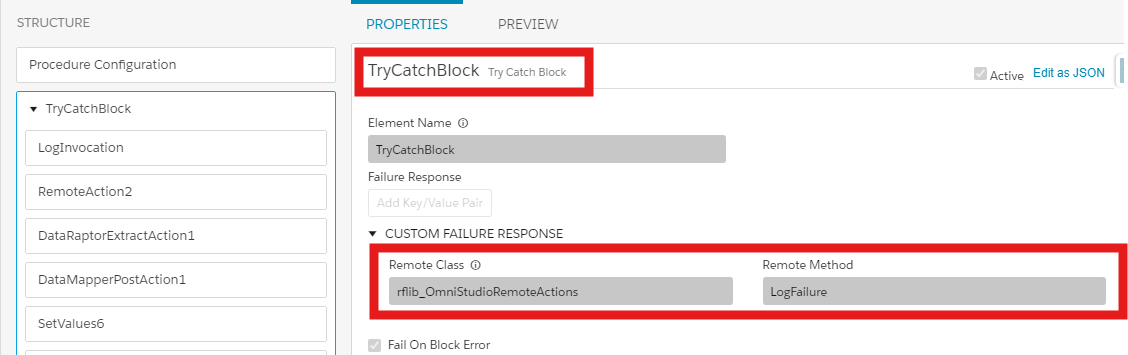 STRUCTURE
Procedure Configuration
TryCatchBlock
LogInvocation
RemoteAction2
DataRaptorExtractAction1
DataMapperPostAction1
SetValues6
PROPERTIES PREVIEW
TryCatchBlock Try Catch Block
Active Edit as JSON
Element Name
TryCatchBlock
Failure Response
Add Key/Value Pair
CUSTOM FAILURE RESPONSE
Remote Class Remote Method
rflib_OmniStudioRemoteActions LogFailure
Fail On Block Error